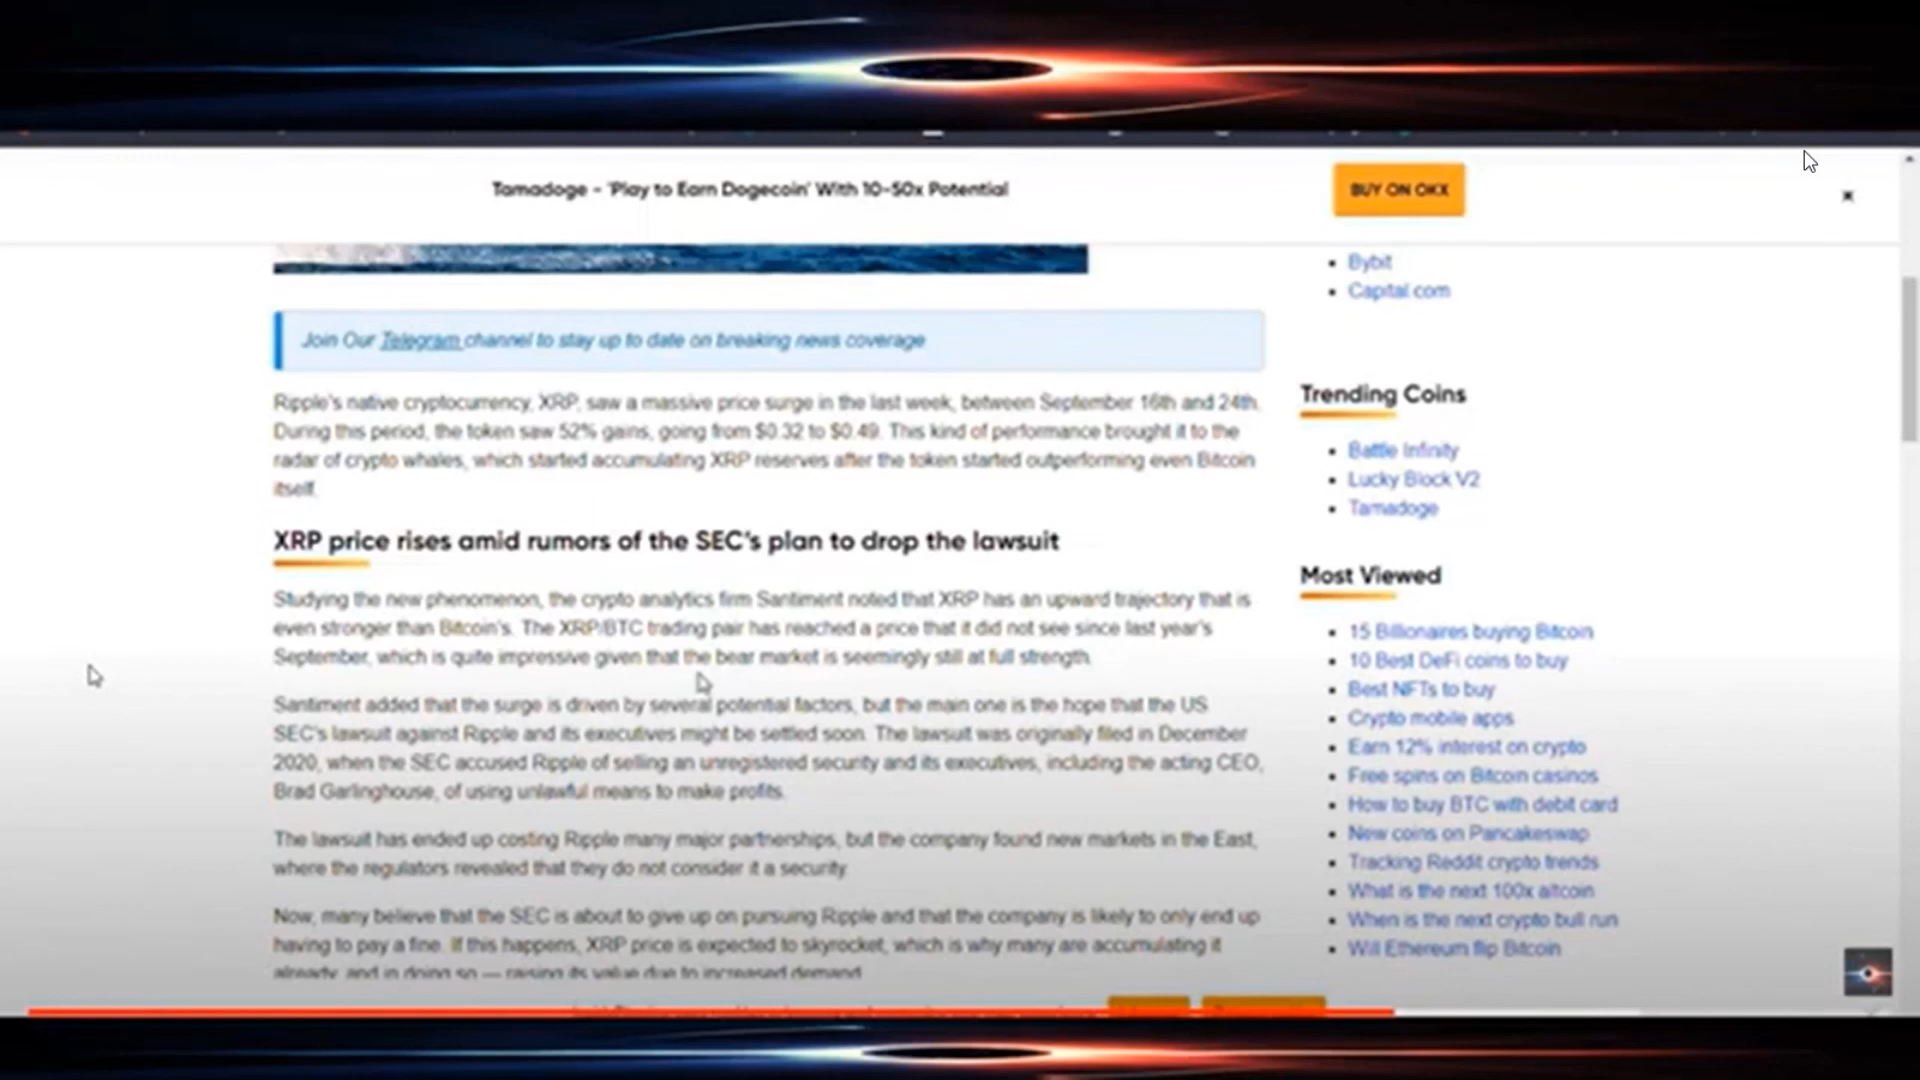 Tamadoge - 'Play to Earn Dogecoin' With 10-50x Potential
BUY ON OKX
Bybit
Capital.com
Join Our Telegram channel to stay up to date on breaking news coverage
Ripple's native cryptocurrency, XRP, saw a massive price surge in the last week, between September 16th and 24th.
During this period, the token saw 52% gains, going from $0.32 to $0.49. This kind of performance brought it to the
radar of crypto whales, which started accumulating XRP reserves after the token started outperforming even Bitcoin
itself.
XRP price rises amid rumors of the SEC's plan to drop the lawsuit
Studying the new phenomenon, the crypto analytics firm Santiment noted that XRP has an upward trajectory that is
even stronger than Bitcoin's. The XRP/BTC trading pair has reached a price that it did not see since last year's
September, which is quite impressive given that the bear market is seemingly still at full strength.
Santiment added that the surge is driven by several potential factors, but the main one is the hope that the US
SEC's lawsuit against Ripple and its executives might be settled soon. The lawsuit was originally filed in December
2020, when the SEC accused Ripple of selling an unregistered security and its executives, including the acting CEO,
Brad Garlinghouse, of using unlawful means to make profits.
The lawsuit has ended up costing Ripple many major partnerships, but the company found new markets in the East,
where the regulators revealed that they do not consider it a security.
Now, many believe that the SEC is about to give up on pursuing Ripple and that the company is likely to only end up
having to pay a fine. If this happens, XRP price is expected to skyrocket, which is why many are accumulating it
already, and in doing so — raising its value due to increased demand.
Trending Coins
Battle Infinity
Lucky Block V2
Tamadoge
Most Viewed
15 Billionaires buying Bitcoin
10 Best DeFi coins to buy
Best NFTs to buy
Crypto mobile apps
Earn 12% interest on crypto
Free spins on Bitcoin casinos
How to buy BTC with debit card
New coins on Pancakeswap
Tracking Reddit crypto trends
What is the next 100x altcoin
When is the next crypto bull run
Will Ethereum flip Bitcoin